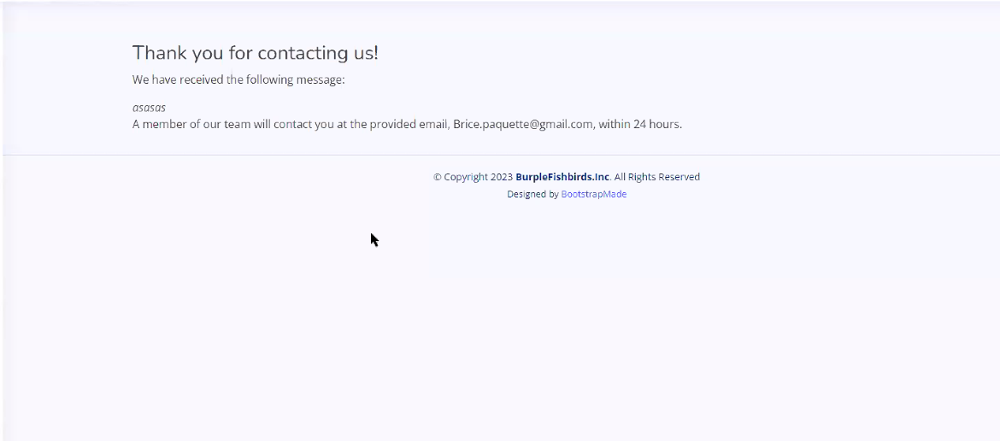 Thank you for contacting us!
We have received the following message:
asasas
A member of our team will contact you at the provided email, Brice.paquette@gmail.com, within 24 hours.
© Copyright 2023 BurpleFishbirds.Inc. All Rights Reserved
Designed by BootstrapMade